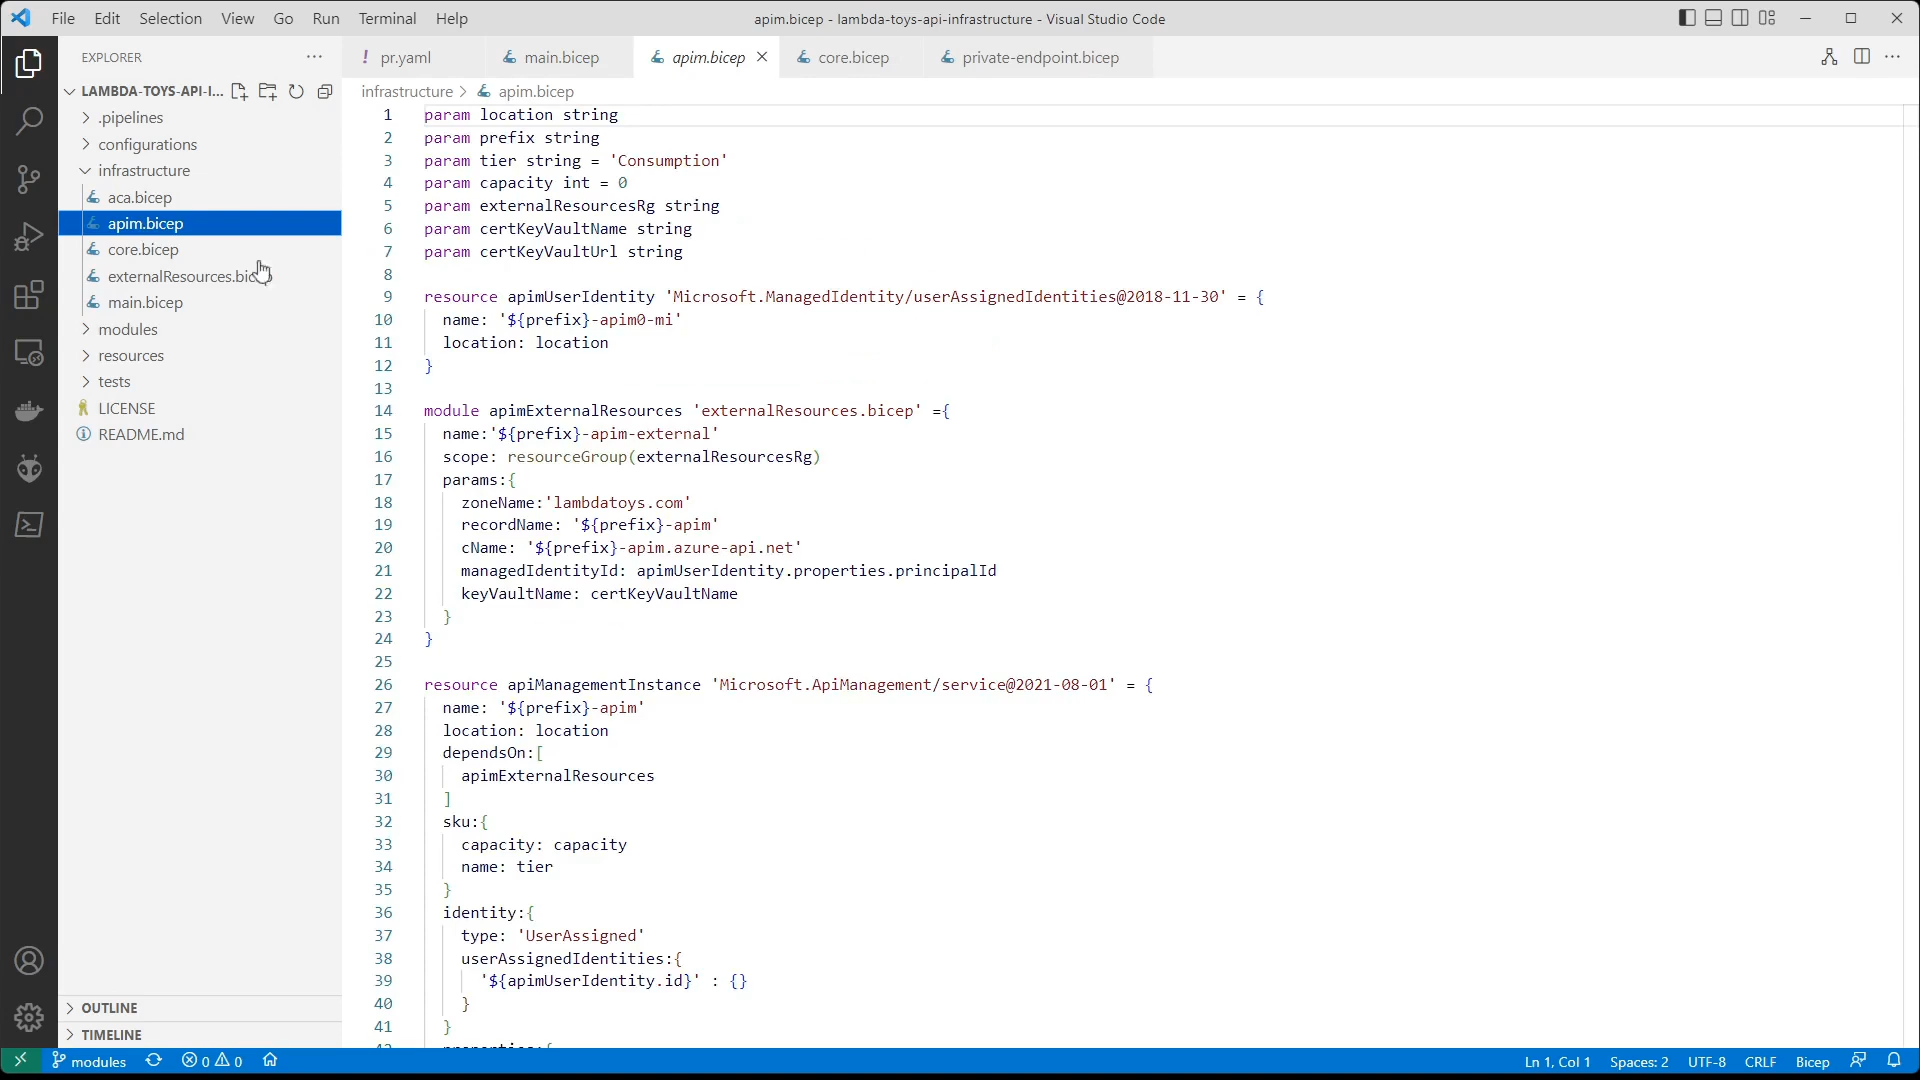 File Edit Selection View Go Run Terminal Help
apim.bicep - lambda-toys-api-infrastructure - Visual Studio Code
EXPLORER
LAMBDA-TOYS-API-I...
.pipelines
configurations
infrastructure
aca.bicep
apim.bicep
core.bicep
externalResources.bic
main.bicep
modules
resources
tests
LICENSE
README.md
OUTLINE
TIMELINE
! pr.yaml main.bicep apim.bicep core.bicep private-endpoint.bicep
infrastructure > apim.bicep
1 param location string
2 param prefix string
3 param tier string = 'Consumption'
4 param capacity int = 0
5 param externalResourcesRg string
6 param certKeyVaultName string
7 param certKeyVaultUrl string
8
9 resource apimUserIdentity 'Microsoft.ManagedIdentity/userAssignedIdentities@2018-11-30' = {
10 name: '${prefix}-apim0-mi'
11 location: location
12 }
13
14 module apimExternalResources 'externalResources.bicep' ={
15 name:'${prefix}-apim-external'
16 scope: resourceGroup(externalResourcesRg)
17 params:{
18 zoneName:'lambdatoys.com'
19 recordName: '${prefix}-apim'
20 cName: '${prefix}-apim.azure-api.net'
21 managedIdentityId: apimUserIdentity.properties.principalId
22 keyVaultName: certKeyVaultName
23 }
24 }
25
26 resource apiManagementInstance 'Microsoft.ApiManagement/service@2021-08-01' = {
27 name: '${prefix}-apim'
28 location: location
29 dependsOn:[
30 apimExternalResources
31 ]
32 sku:{
33 capacity: capacity
34 name: tier
35 }
36 identity:{
37 type: 'UserAssigned'
38 userAssignedIdentities:{
39 '${apimUserIdentity.id}' : {}
40 }
41 }
modules 0 0 Ln 1, Col 1 Spaces: 2 UTF-8 CRLF Bicep